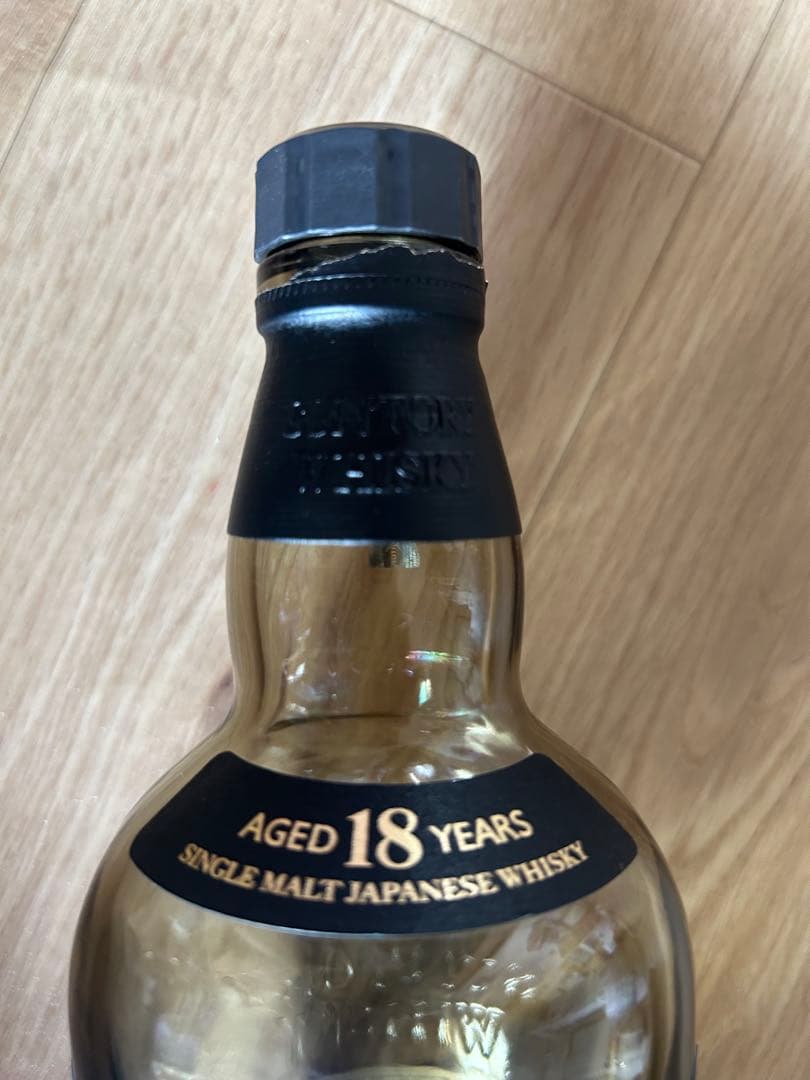 SUNTORY
WHISKY
AGED 18 YEARS
SINGLE MALT JAPANESE WHISKY